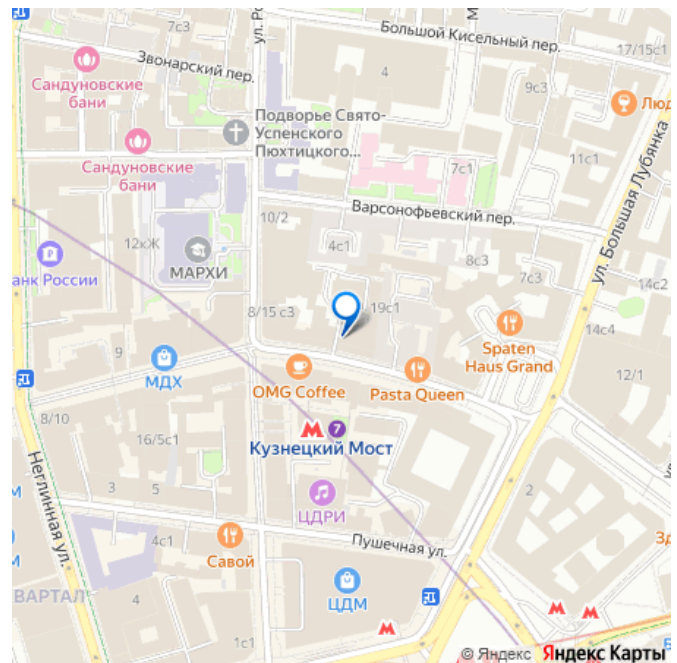 7с3
ул. Ро
Большой Кисельный пер.
17/15с1
Звонарский пер.
4
9с3
Сандуновские
бани
Люд
Подворье Свято-
Успенского
Пюхтицкого...
Сандуновские
бани
7с1
11с1
ул. Большая Лубянка
10/2
Варсонофьевский пер.
12кЖ
4с1
8с3
МАРХИ
7с3
14с2
анк России
8/15 с3
19с1
14с4
Spaten
Haus Grand
9
МДХ
OMG Coffee
Pasta Queen
12/1
8/10
7
Кузнецкий Мост
16/5с1
Неглинная ул.
3
5
ЦДРИ
2
4с1
Савой
Пушечная ул.
Зд
ВАРТАЛ
4
ЦДМ
1с1
© Яндекс Яндекс Карты